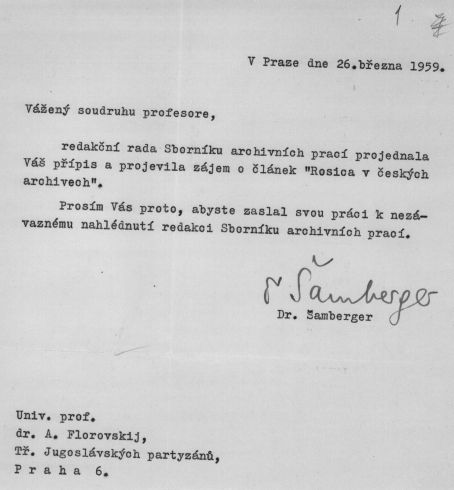 1
V Praze dne 26.března 1959.
Vážený soudruhu profesore,
redakční rada Sborníku archivních prací projednala
Váš přípis a projevila zájem o článek "Rosica v českých
archivech".
Prosím Vás proto, abyste zaslal svou práci k nezá-
vaznému nahlédnutí redakci Sborníku archivních prací.
Šamberger
Dr. Šamberger
Univ. prof.
dr. A. Florovskij,
Tř. Jugoslávských partyzánů,
P r a h a 6.